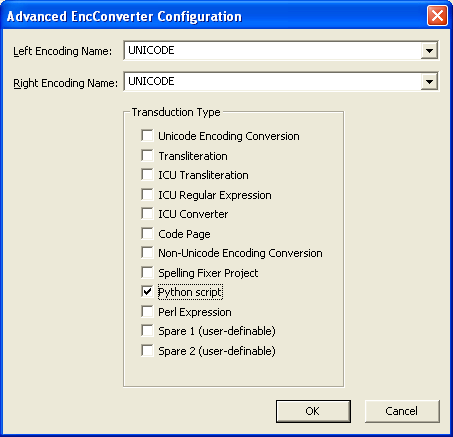 Advanced EncConverter Configuration
Left Encoding Name: UNICODE
Right Encoding Name: UNICODE
Transduction Type
Unicode Encoding Conversion
Transliteration
ICU Transliteration
ICU Regular Expression
ICU Converter
Code Page
Non-Unicode Encoding Conversion
Spelling Fixer Project
Python script
Perl Expression
Spare 1 (user-definable)
Spare 2 (user-definable)
OK Cancel